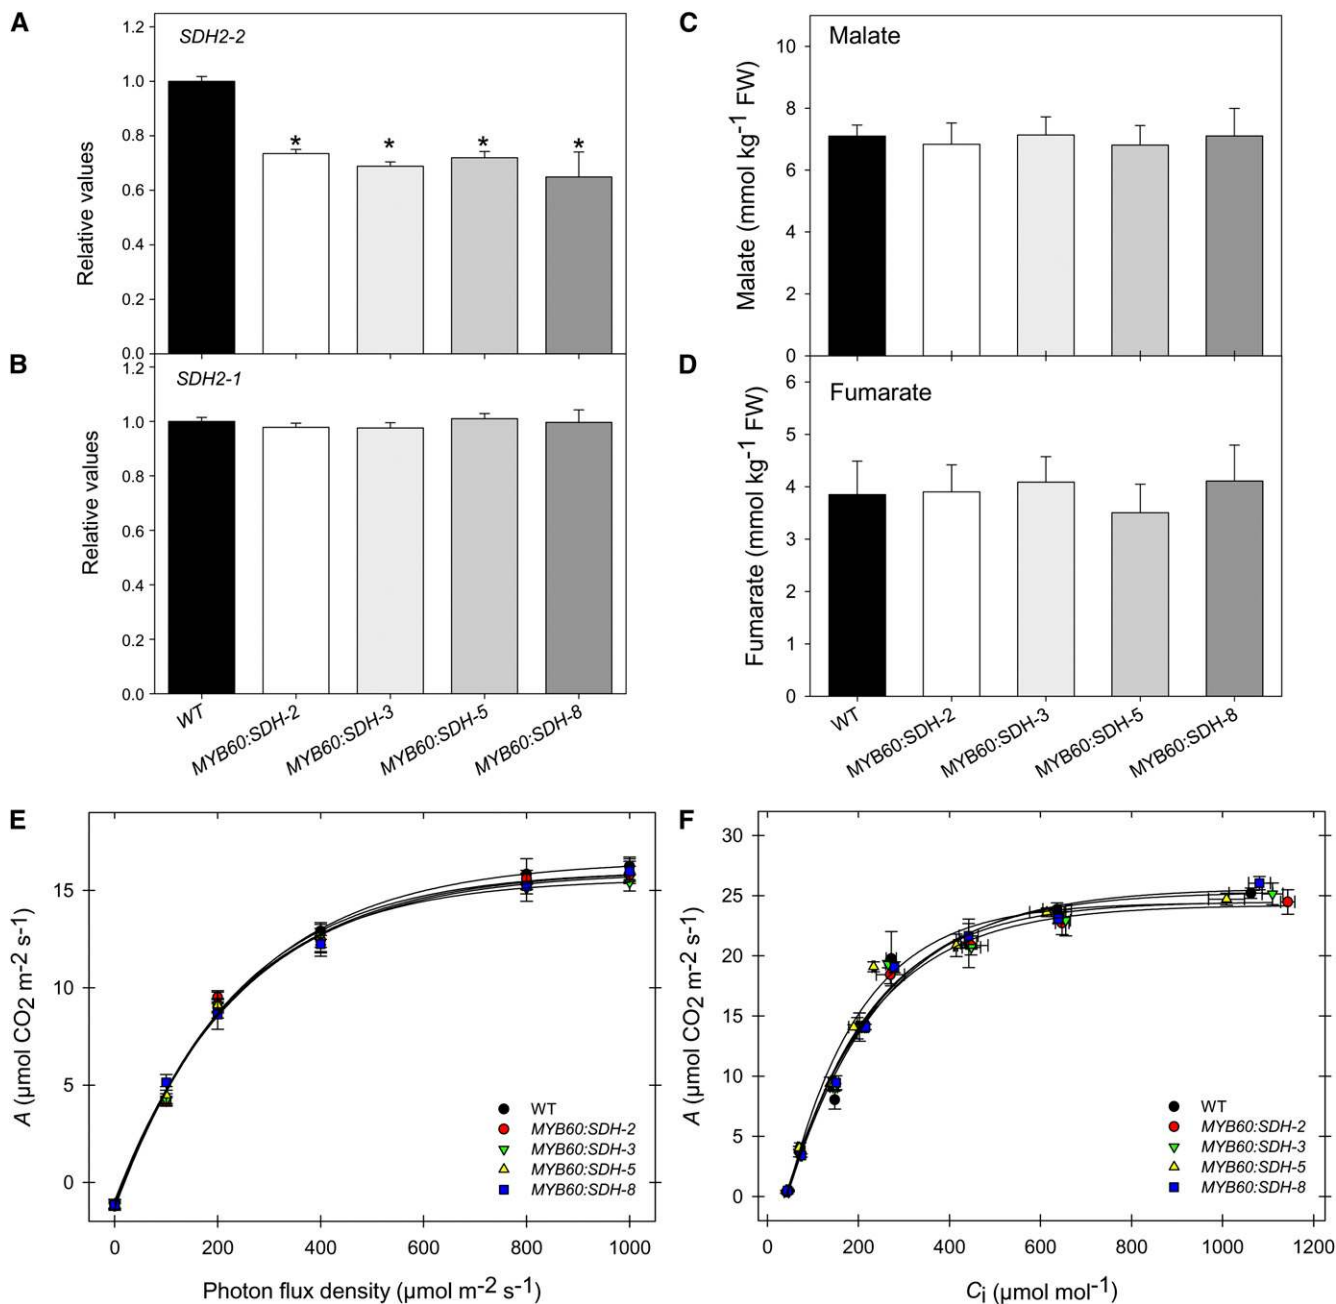 A
SDH2-2
Relative values
1.2
1.0
0.8
0.6
0.4
0.2
0.0
* * * *
B
SDH2-1
Relative values
1.2
1.0
0.8
0.6
0.4
0.2
0.0
WT MYB60:SDH-2 MYB60:SDH-3 MYB60:SDH-5 MYB60:SDH-8
C
Malate
Malate (mmol kg-1 FW)
10
8
6
4
2
0
D
Fumarate
Fumarate (mmol kg-1 FW)
6
5
4
3
2
1
0
WT MYB60:SDH-2 MYB60:SDH-3 MYB60:SDH-5 MYB60:SDH-8
E
A (µmol CO2 m-2 s-1)
15
10
5
0
WT
MYB60:SDH-2
MYB60:SDH-3
MYB60:SDH-5
MYB60:SDH-8
0 200 400 600 800 1000
Photon flux density (µmol m-2 s-1)
F
A (µmol CO2 m-2 s-1)
30
25
20
15
10
5
0
WT
MYB60:SDH-2
MYB60:SDH-3
MYB60:SDH-5
MYB60:SDH-8
0 200 400 600 800 1000 1200
Ci (µmol mol-1)